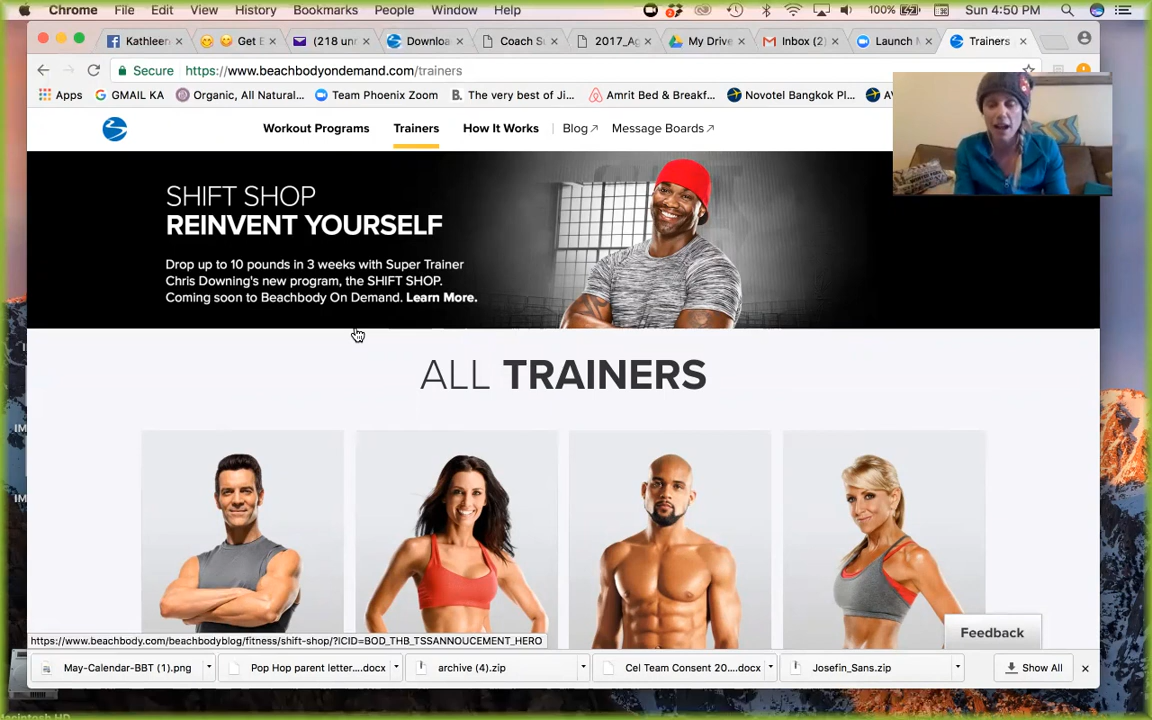 Chrome File Edit View History Bookmarks People Window Help 100% Sun 4:50 PM
Kathleen Get E (218 unr Downloa Coach Su 2017_Ag My Drive Inbox (2) Launch M Trainers
Secure https://www.beachbodyondemand.com/trainers
Apps GMAIL KA Organic, All Natural... Team Phoenix Zoom B. The very best of Ji... Amrit Bed & Breakf... Novotel Bangkok Pl... AV
Workout Programs Trainers How It Works Blog Message Boards
SHIFT SHOP
REINVENT YOURSELF
Drop up to 10 pounds in 3 weeks with Super Trainer
Chris Downing's new program, the SHIFT SHOP.
Coming soon to Beachbody On Demand. Learn More.
ALL TRAINERS
Feedback
https://www.beachbody.com/beachbodyblog/fitness/shift-shop/?ICID=BOD_THB_TSSANNOUCEMENT_HERO
May-Calendar-BBT (1).png Pop Hop parent letter....docx archive (4).zip Cel Team Consent 20....docx Josefin_Sans.zip Show All